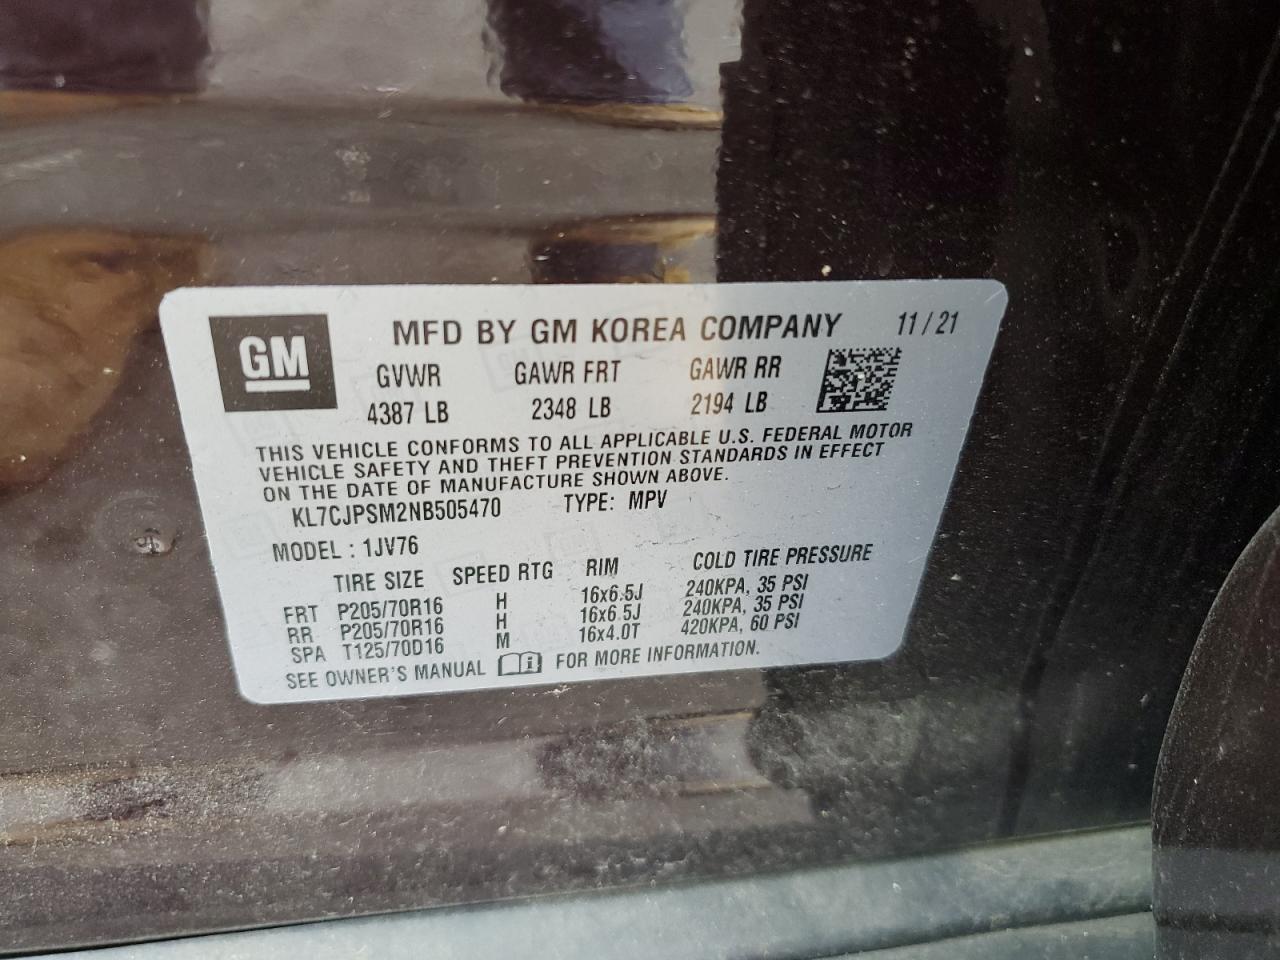 GM
MFD BY GM KOREA COMPANY 11/21
GVWR GAWR FRT GAWR RR
4387 LB 2348 LB 2194 LB
THIS VEHICLE CONFORMS TO ALL APPLICABLE U.S. FEDERAL MOTOR
VEHICLE SAFETY AND THEFT PREVENTION STANDARDS IN EFFECT
ON THE DATE OF MANUFACTURE SHOWN ABOVE.
KL7CJPSM2NB505470 TYPE: MPV
MODEL : 1JV76
TIRE SIZE SPEED RTG RIM COLD TIRE PRESSURE
FRT P205/70R16 H 16x6.5J 240KPA, 35 PSI
RR P205/70R16 H 16x6.5J 240KPA, 35 PSI
SPA T125/70D16 M 16x4.0T 420KPA, 60 PSI
SEE OWNER'S MANUAL i FOR MORE INFORMATION.